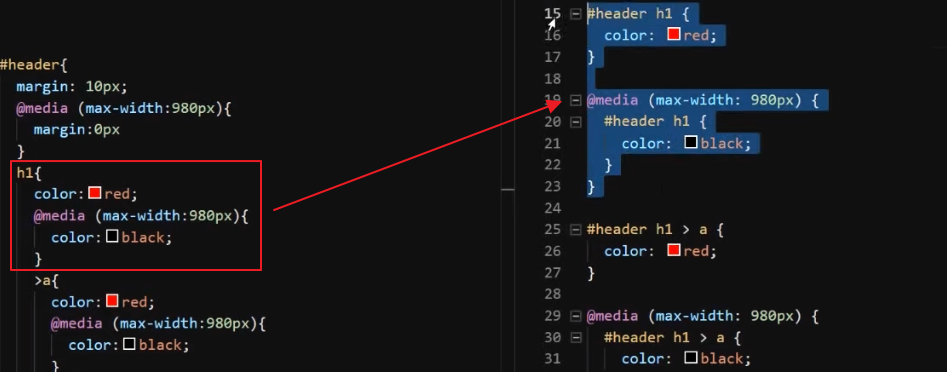 #header{
  margin: 10px;
  @media (max-width:980px){
    margin:0px
  }
  h1{
    color:red;
    @media (max-width:980px){
      color:black;
    }
    >a{
      color:red;
      @media (max-width:980px){
        color:black;
      }
15 #header h1 {
16   color: red;
17 }
18
19 @media (max-width: 980px) {
20   #header h1 {
21     color: black;
22   }
23 }
24
25 #header h1 > a {
26   color: red;
27 }
28
29 @media (max-width: 980px) {
30   #header h1 > a {
31     color: black;